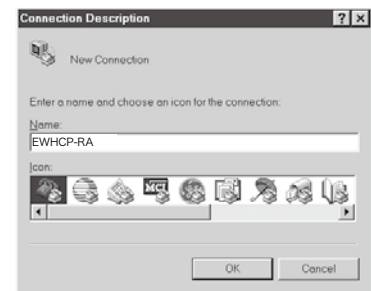 Connection Description
New Connection
Enter a name and choose an icon for the connection:
Name:
EWHCP-RA
Icon:
MCI
OK
Cancel